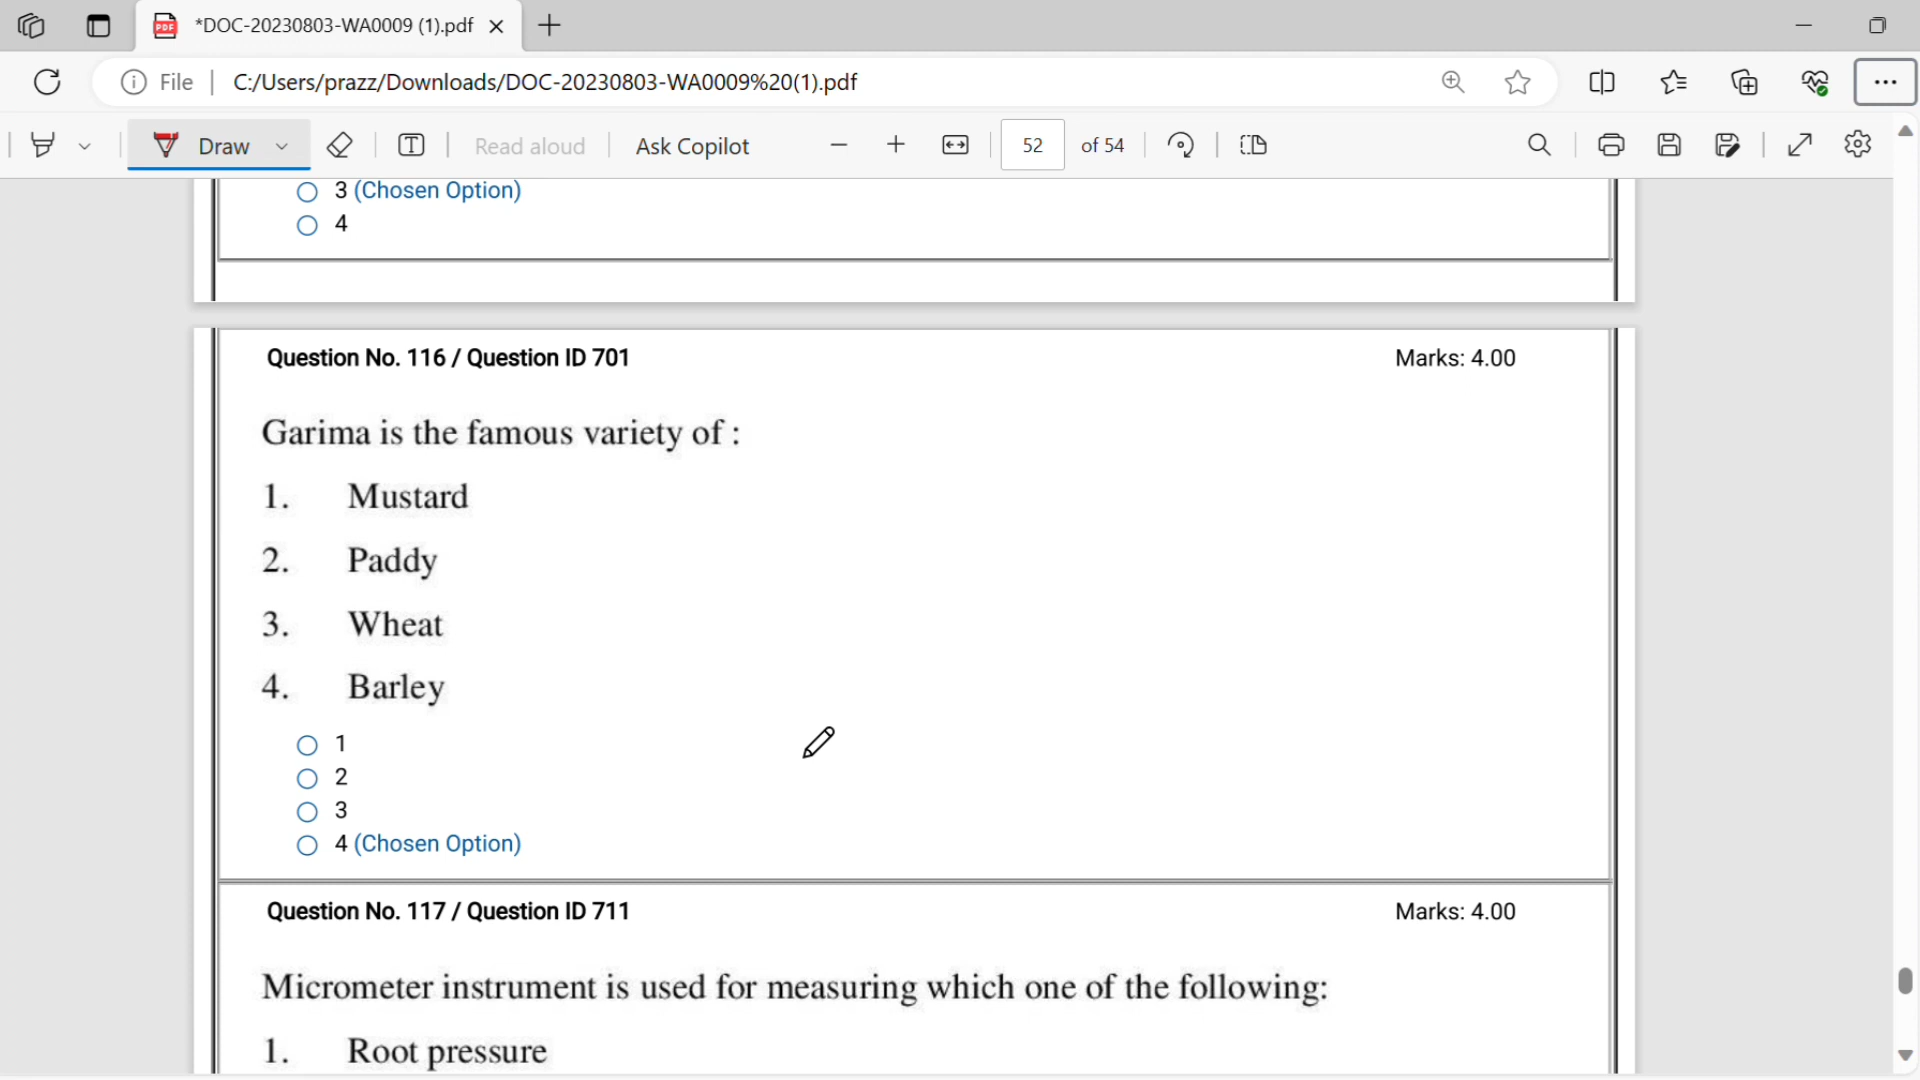 *DOC-20230803-WA0009 (1).pdf
File
C:/Users/prazz/Downloads/DOC-20230803-WA0009%20(1).pdf
Draw
Read aloud
Ask Copilot
52
of 54
3 (Chosen Option)
4
Question No. 116 / Question ID 701
Marks: 4.00
Garima is the famous variety of :
1. Mustard
2. Paddy
3. Wheat
4. Barley
1
2
3
4 (Chosen Option)
Question No. 117 / Question ID 711
Marks: 4.00
Micrometer instrument is used for measuring which one of the following:
1. Root pressure